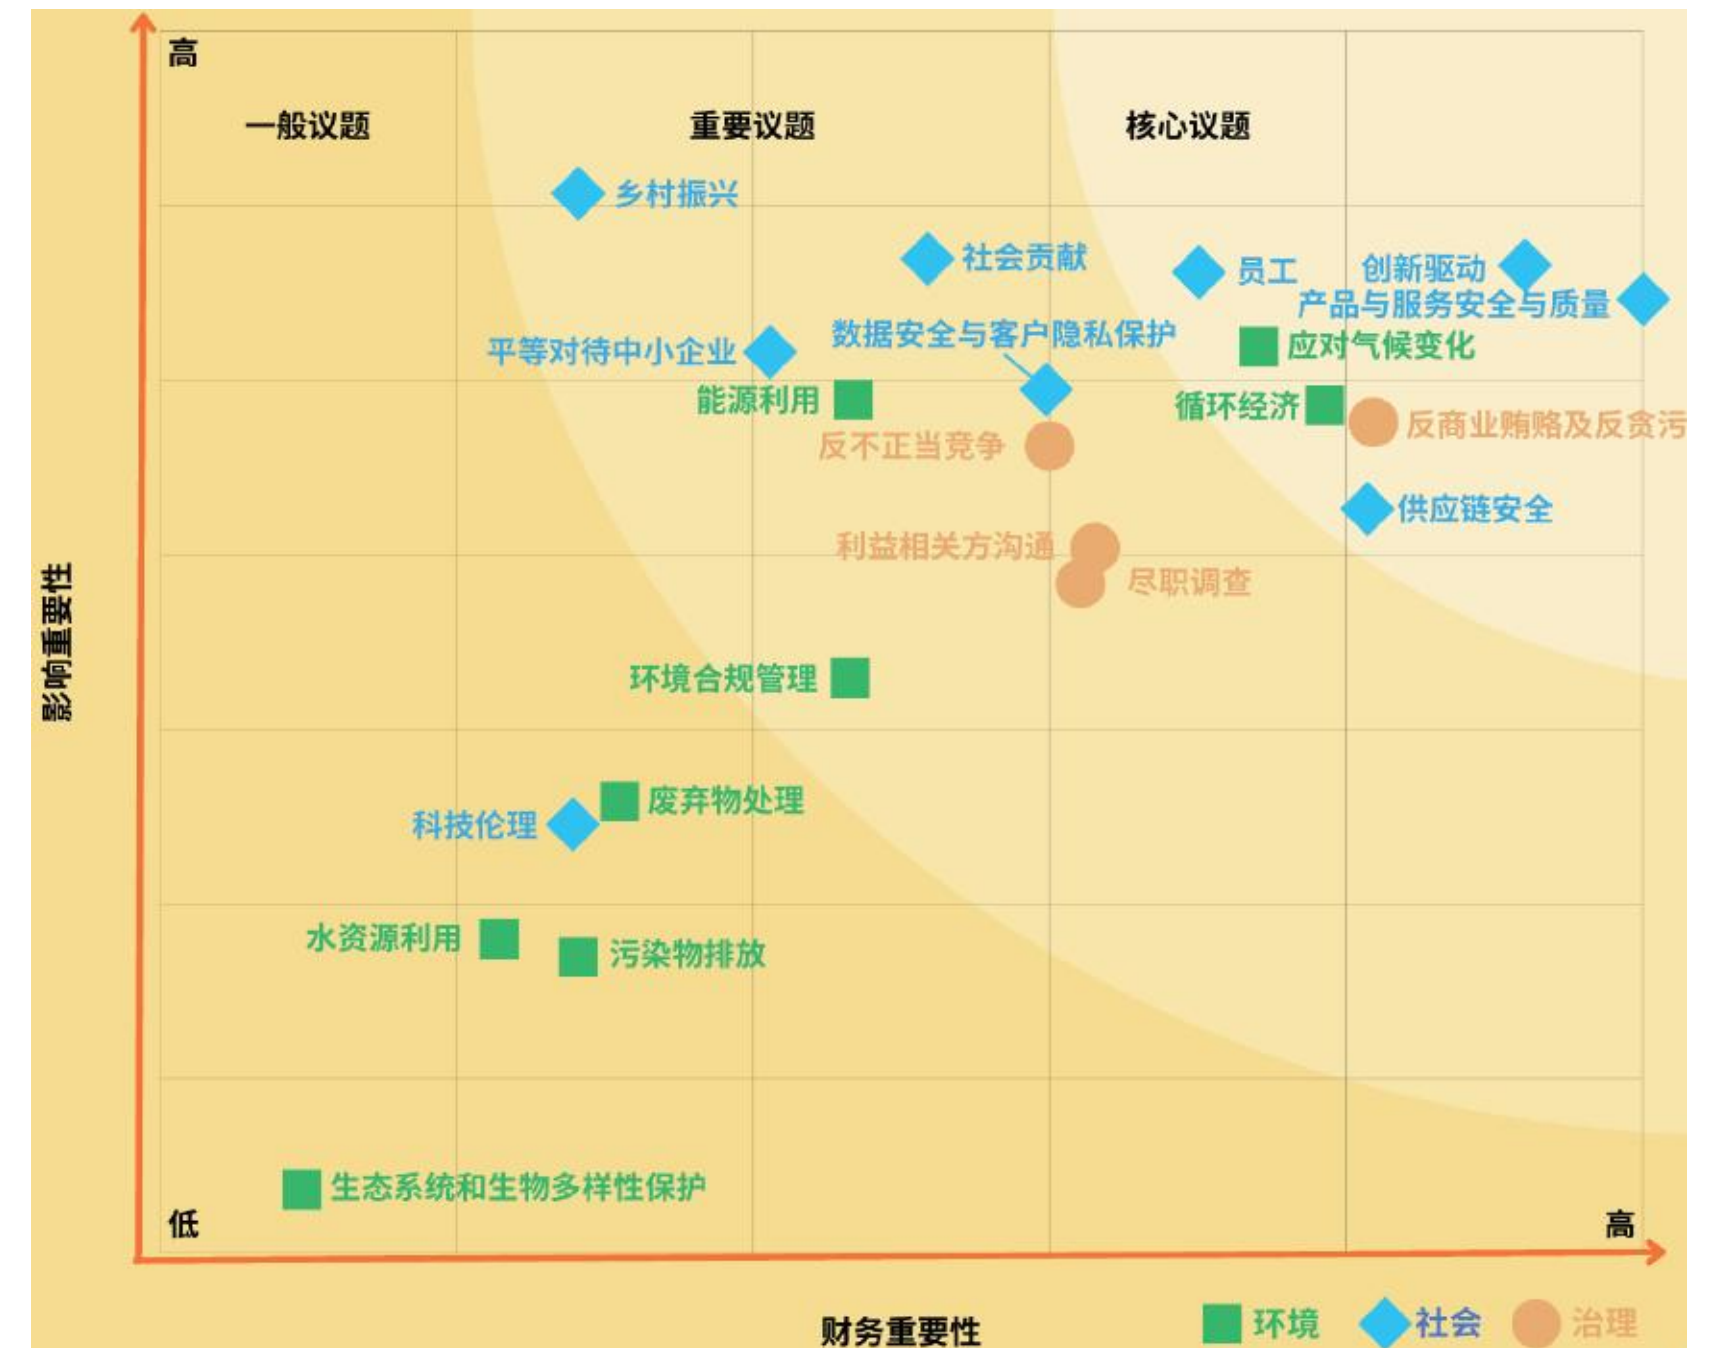 高
一般议题
重要议题
核心议题
乡村振兴
社会贡献
员工
创新驱动
产品与服务安全与质量
数据安全与客户隐私保护
平等对待中小企业
应对气候变化
能源利用
循环经济
反商业贿赂及反贪污
反不正当竞争
供应链安全
利益相关方沟通
尽职调查
影响重要性
环境合规管理
废弃物处理
科技伦理
水资源利用
污染物排放
生态系统和生物多样性保护
低
高
财务重要性
环境
社会
治理